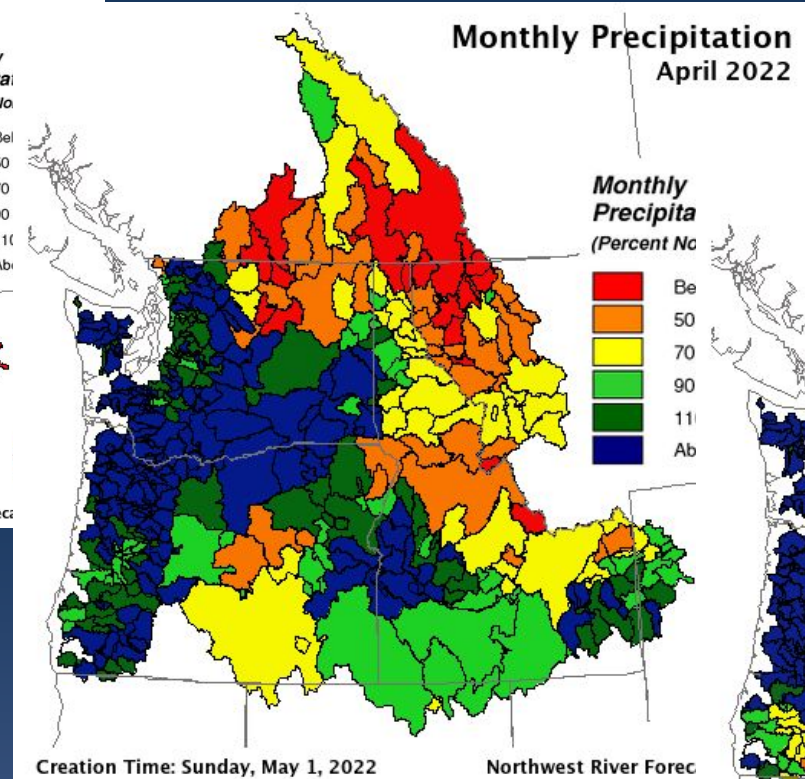 Monthly Precipitation
April 2022
Monthly
Precipita
(Percent No
Be
50
70
90
11
Ab
10
Creation Time: Sunday, May 1, 2022
Northwest River Forec